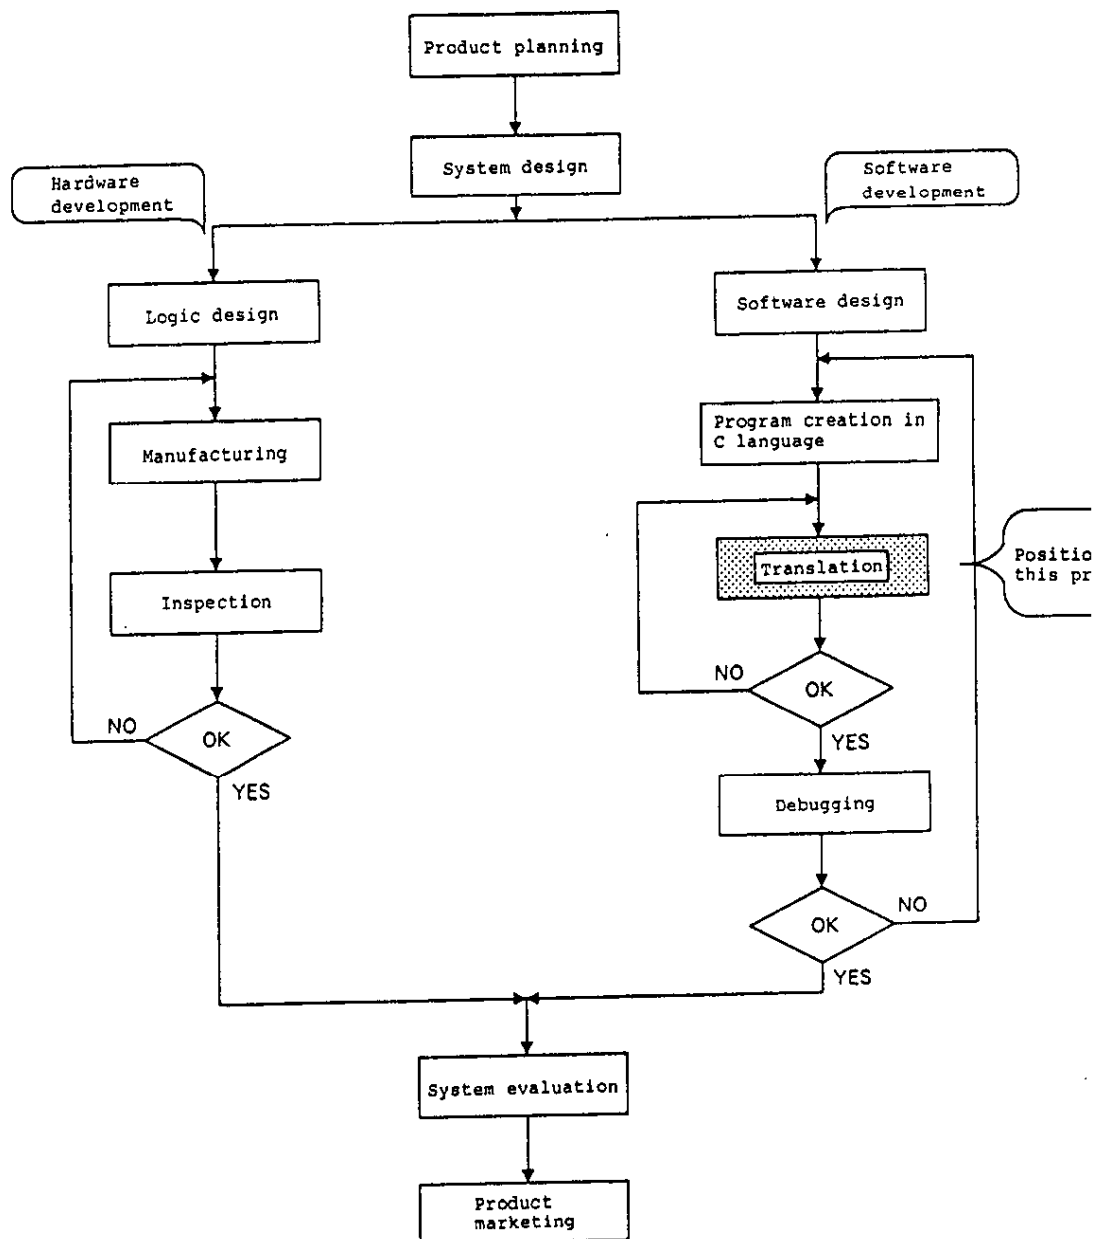 Product planning
System design
Hardware
development
Software
development
Logic design
Software design
Manufacturing
Program creation in
C language
Translation
Positio
this pr
Inspection
NO
OK
YES
NO
OK
YES
Debugging
OK
NO
YES
System evaluation
Product
marketing